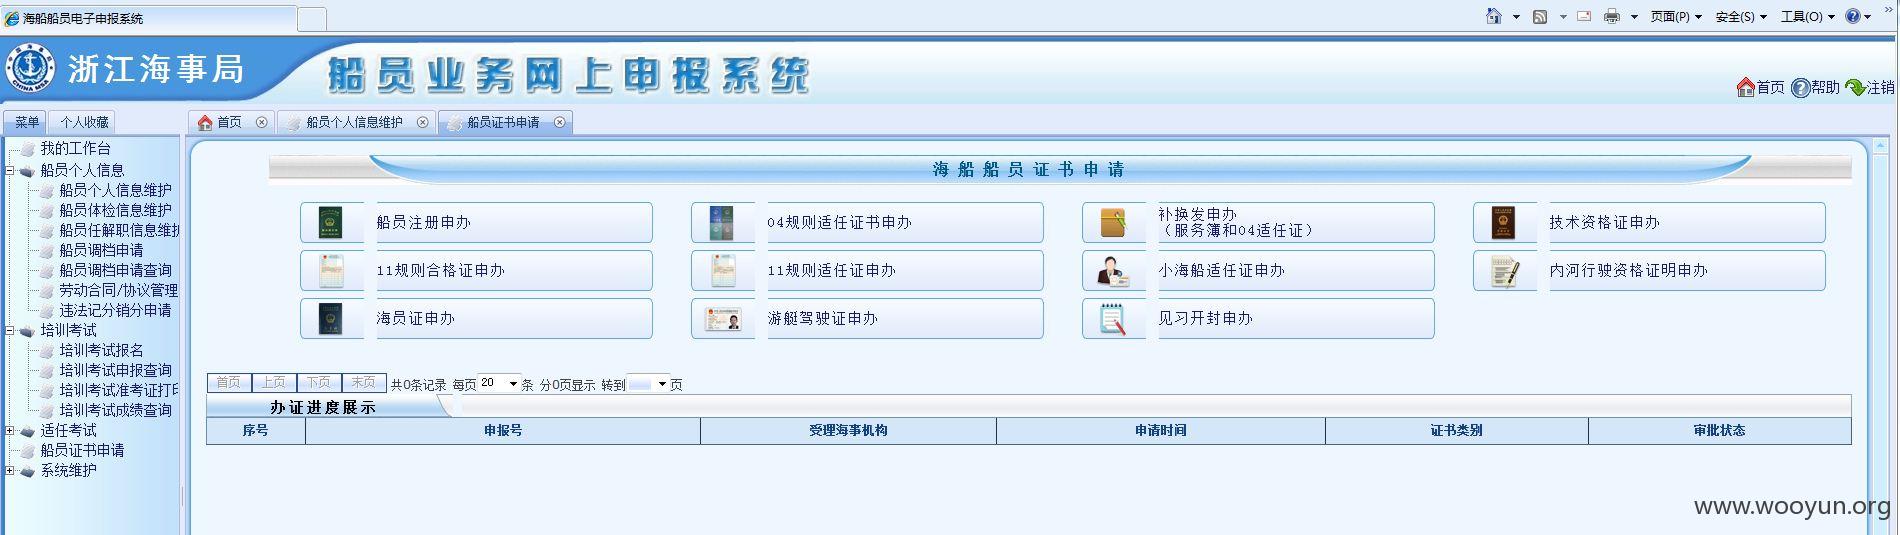 海船船员电子申报系统
页面(P) 安全(S) 工具(O)
浙江海事局 船员业务网上申报系统
CHINA MSA
首页 帮助 注销
菜单 个人收藏 首页 船员个人信息维护 船员证书申请
我的工作台
船员个人信息
船员个人信息维护
船员体检信息维护
船员任解职信息维护
船员调档申请
船员调档申请查询
劳动合同/协议管理
违法记分销分申请
培训考试
培训考试报名
培训考试申报查询
培训考试准考证打印
培训考试成绩查询
适任考试
船员证书申请
系统维护
海船船员证书申请
船员注册申办
04规则适任证书申办
补换发申办
（服务簿和04适任证）
技术资格证申办
11规则合格证申办
11规则适任证申办
小海船适任证申办
内河行驶资格证明申办
海员证申办
游艇驾驶证申办
见习开封申办
首页 上页 下页 末页 共0条记录 每页 20 条 分0页显示 转到 页
办证进度展示
序号 申报号 受理海事机构 申请时间 证书类别 审批状态
www.wooyun.org